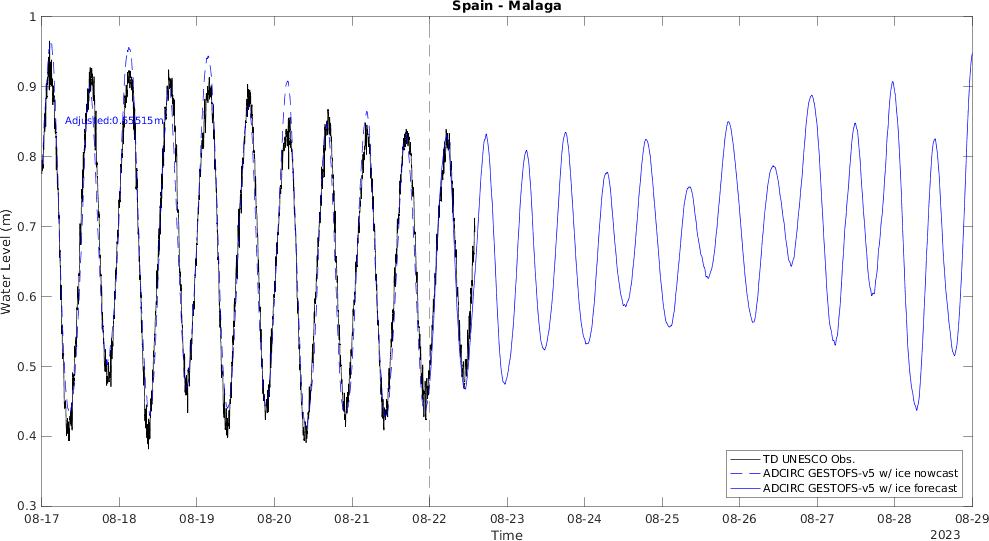 Spain - Malaga
1
0.9
0.8
0.7
0.6
0.5
0.4
0.3
Water Level (m)
Adjusted:0.65515m
TD UNESCO Obs.
ADCIRC GESTOFS-v5 w/ ice nowcast
ADCIRC GESTOFS-v5 w/ ice forecast
08-17 08-18 08-19 08-20 08-21 08-22 08-23 08-24 08-25 08-26 08-27 08-28 08-29
Time
2023